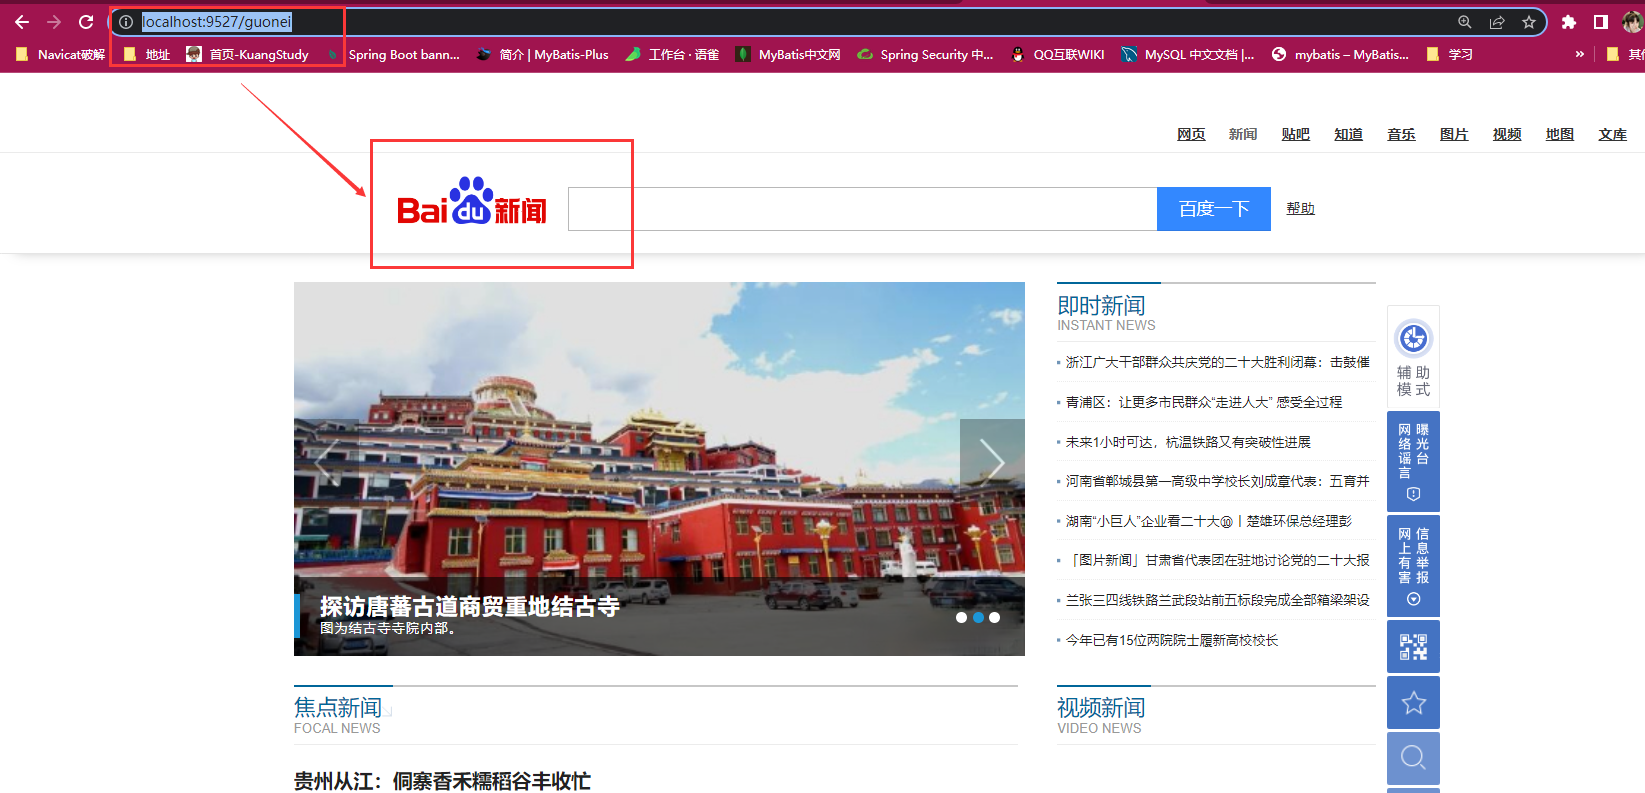 localhost:9527/guonei
Navicat破解
地址
首页-KuangStudy
Spring Boot bann...
简介 | MyBatis-Plus
工作台 · 语雀
MyBatis中文网
Spring Security 中...
QQ互联WIKI
MySQL 中文文档 |...
mybatis – MyBatis...
学习
»
网页 新闻 贴吧 知道 音乐 图片 视频 地图 文库
Bai du 新闻
百度一下
帮助
探访唐蕃古道商贸重地结古寺
图为结古寺寺院内部。
即时新闻
INSTANT NEWS
浙江广大干部群众共庆党的二十大胜利闭幕：击鼓催
青浦区：让更多市民群众“走进人大” 感受全过程
未来1小时可达，杭温铁路又有突破性进展
河南省郸城县第一高级中学校长刘成章代表：五育并
湖南“小巨人”企业看二十大⑩丨楚雄环保总经理彭
「图片新闻」甘肃省代表团在驻地讨论党的二十大报
兰张三四线铁路兰武段站前五标段完成全部箱梁架设
今年已有15位两院院士履新高校校长
辅助
模式
曝光台
网络谣言
信息举报
网上有害
焦点新闻
FOCAL NEWS
视频新闻
VIDEO NEWS
贵州从江：侗寨香禾糯稻谷丰收忙